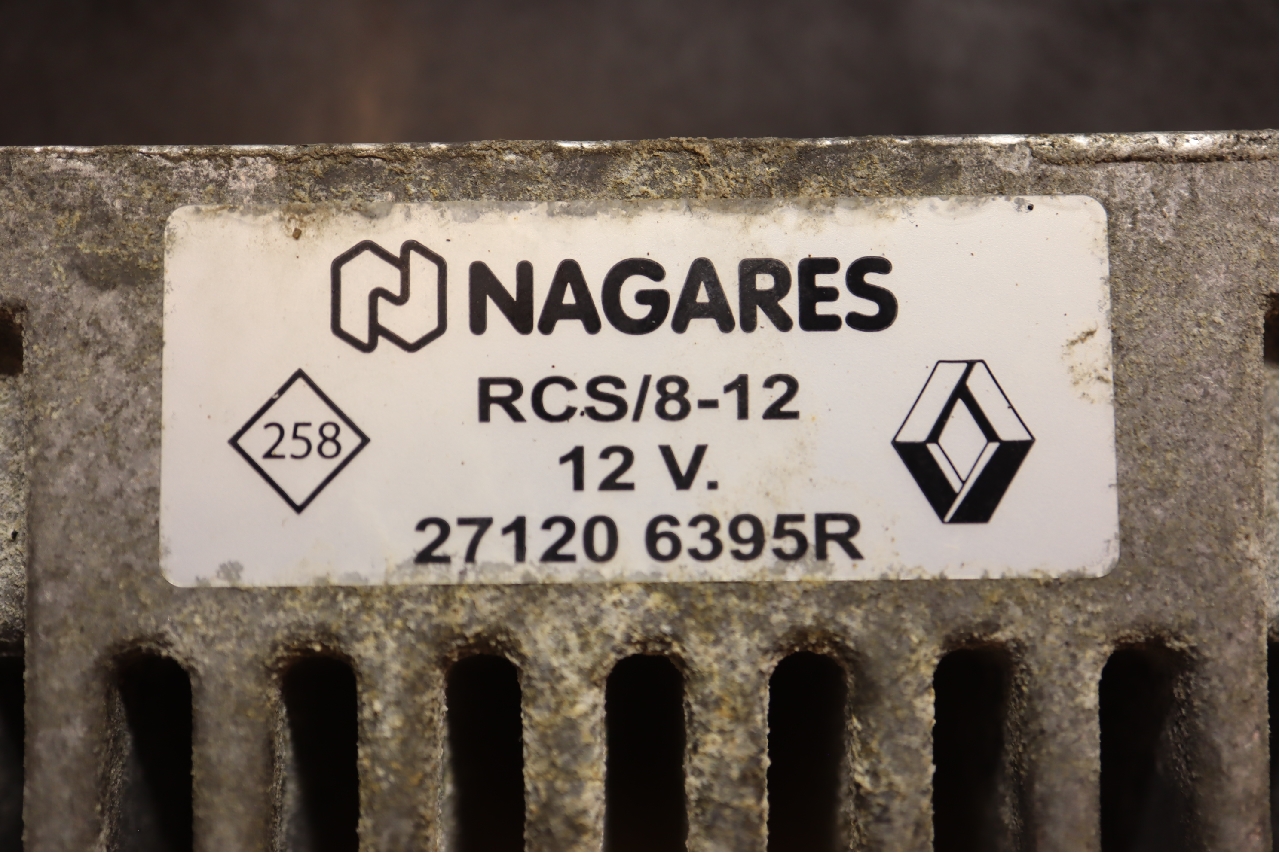 NAGARES
RCS/8-12
258
12 V.
27120 6395R